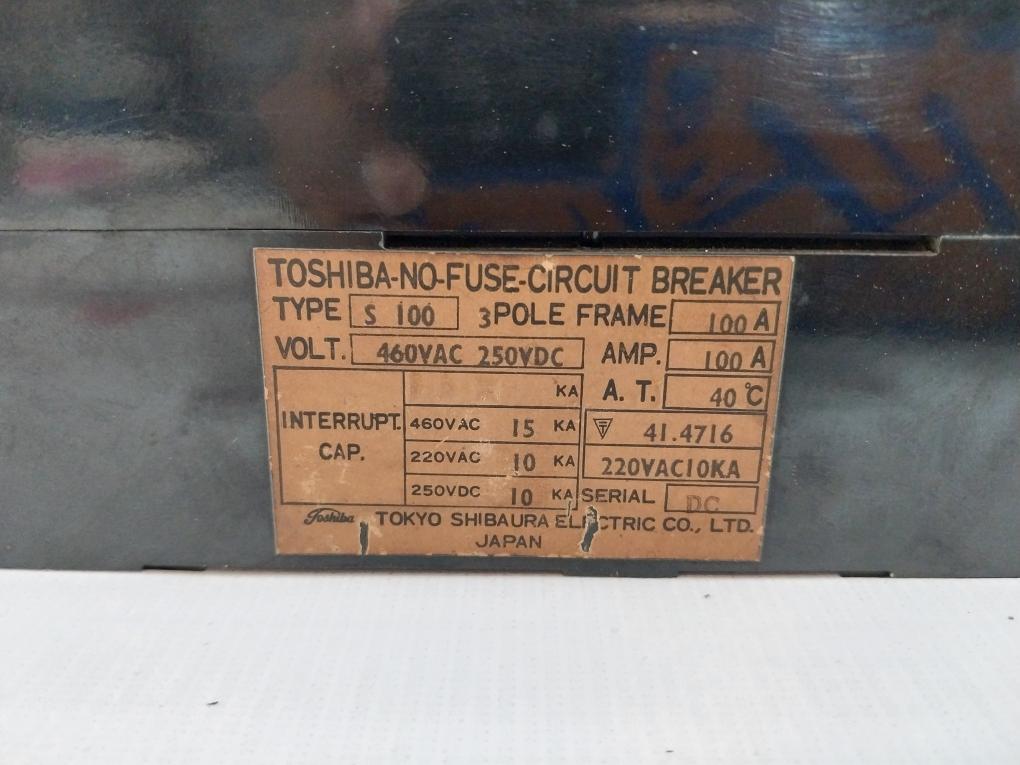 TOSHIBA-NO-FUSE-CIRCUIT BREAKER
TYPE S 100 3POLE FRAME 100 A
VOLT. 460VAC 250VDC AMP. 100 A
KA A. T. 40 °C
INTERRUPT. CAP.
460VAC 15 KA 41.4716
220VAC 10 KA 220VAC10KA
250VDC 10 KA SERIAL DC
Toshiba TOKYO SHIBAURA ELECTRIC CO., LTD.
JAPAN